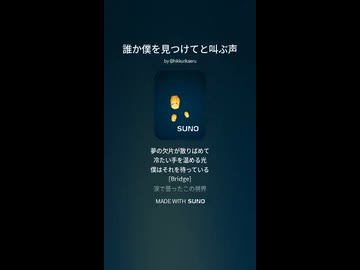 誰か僕を見つけてと叫ぶ声
SUNO
夢の欠片が散りばめて
冷たい手を温める光
僕はそれを待っている
[Bridge]
涙で曇ったこの視界
MADE WITH SUNO